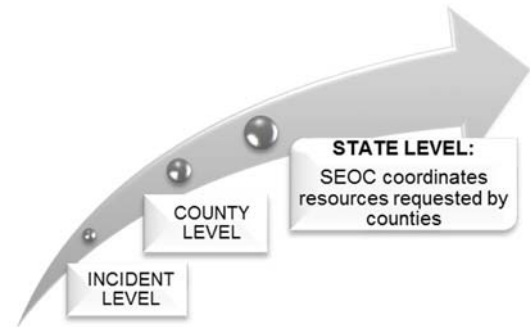 STATE LEVEL:
SEOC coordinates
resources requested by
counties
COUNTY
LEVEL
INCIDENT
LEVEL